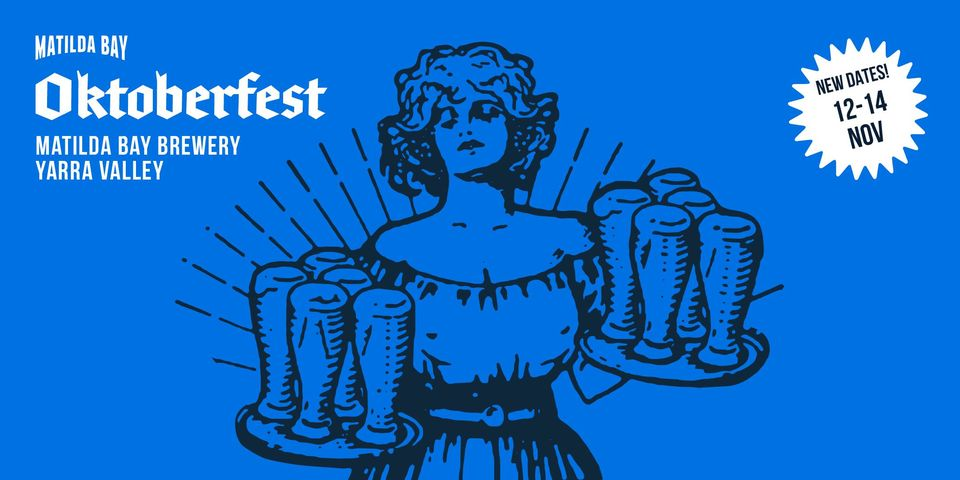 MATILDA BAY
Oktoberfest
MATILDA BAY BREWERY
YARRA VALLEY
NEW DATES!
12-14
NOV